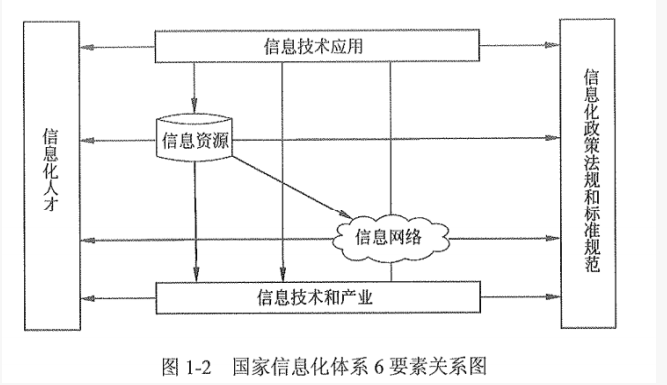 信息技术应用
信息化人才
信息资源
信息化政策法规和标准规范
信息网络
信息技术和产业
图 1-2 国家信息化体系 6 要素关系图